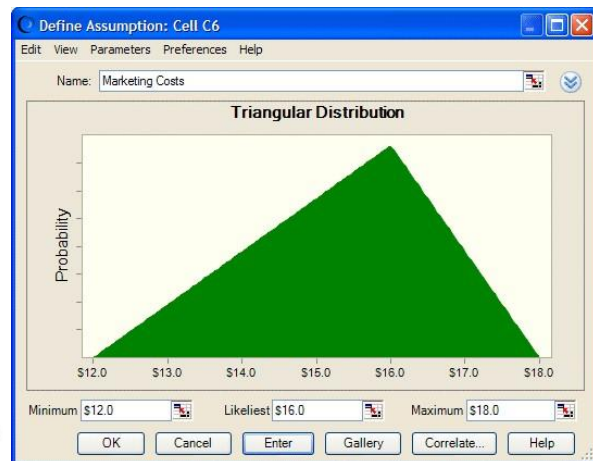 Define Assumption: Cell C6
Edit View Parameters Preferences Help
Name: Marketing Costs
Triangular Distribution
Probability
$12.0 $13.0 $14.0 $15.0 $16.0 $17.0 $18.0
Minimum $12.0 Likeliest $16.0 Maximum $18.0
OK Cancel Enter Gallery Correlate... Help